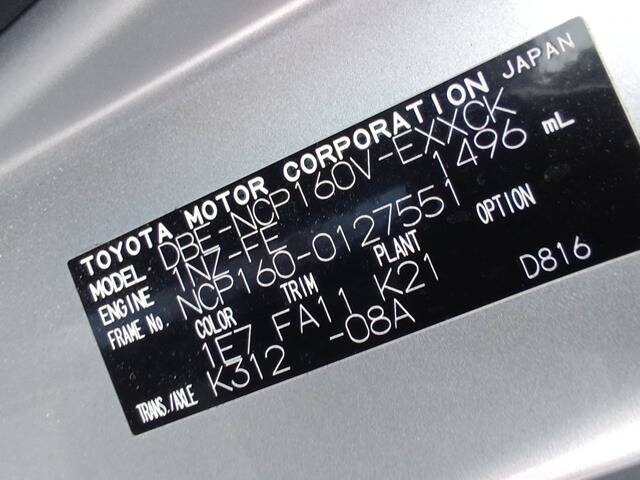 TOYOTA MOTOR CORPORATION JAPAN
MODEL DBE-NCP160V-EXXCK
ENGINE 1NZ-FE 1496 mL
FRAME No. NCP160-0127551
COLOR TRIM PLANT OPTION
1E7 FA11 K21 D816
TRANS./AXLE K312 -08A